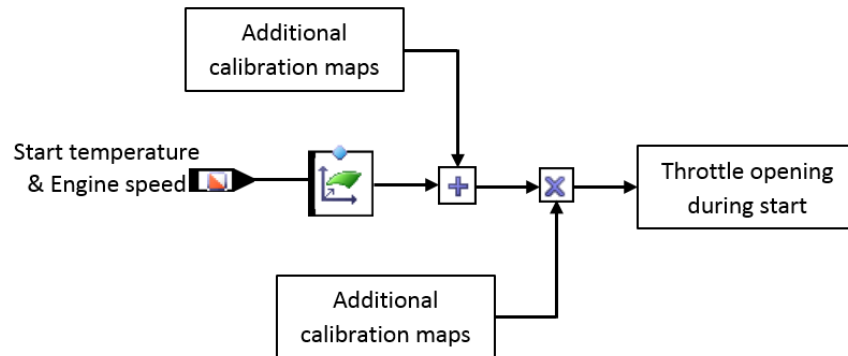 Additional
calibration maps
Start temperature
& Engine speed
Throttle opening
during start
Additional
calibration maps